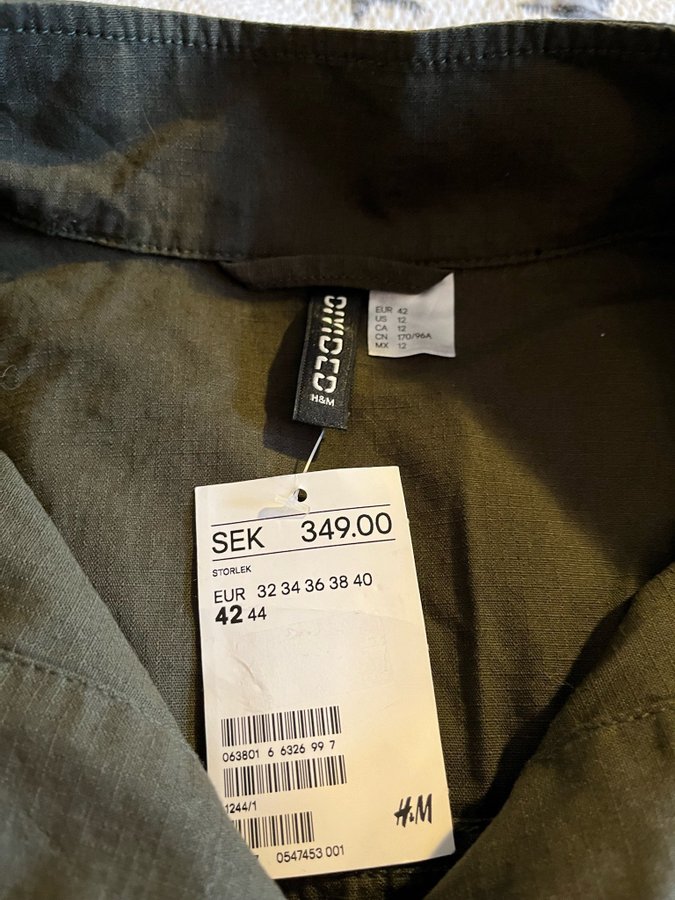 DIVIDED
H&M
EUR 42
US 12
CA 12
CN 170/96A
MX 12
SEK 349.00
STORLEK
EUR 32 34 36 38 40
42 44
063801 6 6326 99 7
1244/1
7 0547453 001
H&M